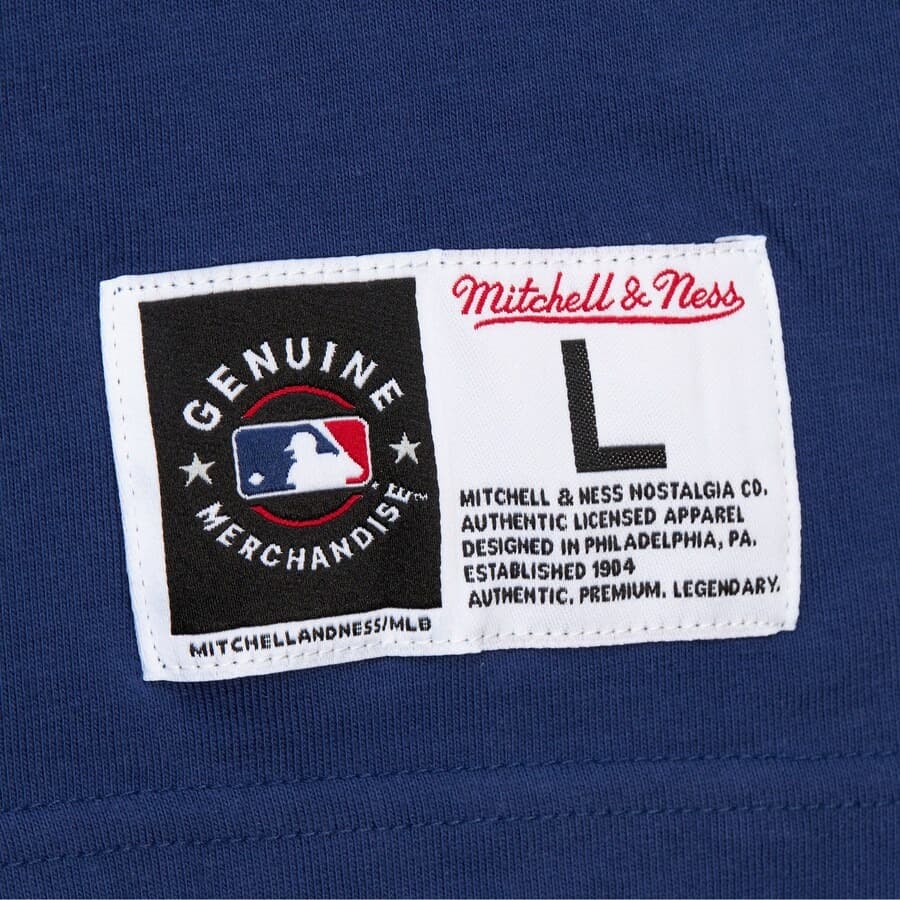 GENUINE
MERCHANDISE
MITCHELLANDNESS/MLB
Mitchell & Ness
L
MITCHELL & NESS NOSTALGIA CO.
AUTHENTIC LICENSED APPAREL
DESIGNED IN PHILADELPHIA, PA.
ESTABLISHED 1904
AUTHENTIC. PREMIUM. LEGENDARY.